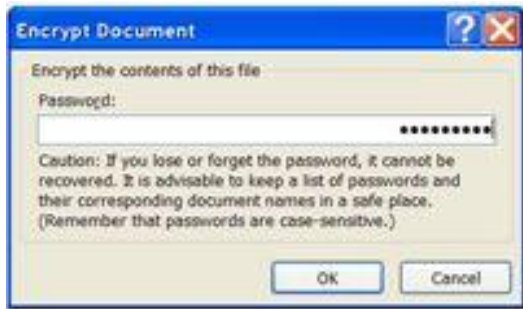 Encrypt Document
Encrypt the contents of this file
Password:
•••••••••
Caution: If you lose or forget the password, it cannot be
recovered. It is advisable to keep a list of passwords and
their corresponding document names in a safe place.
(Remember that passwords are case-sensitive.)
OK Cancel